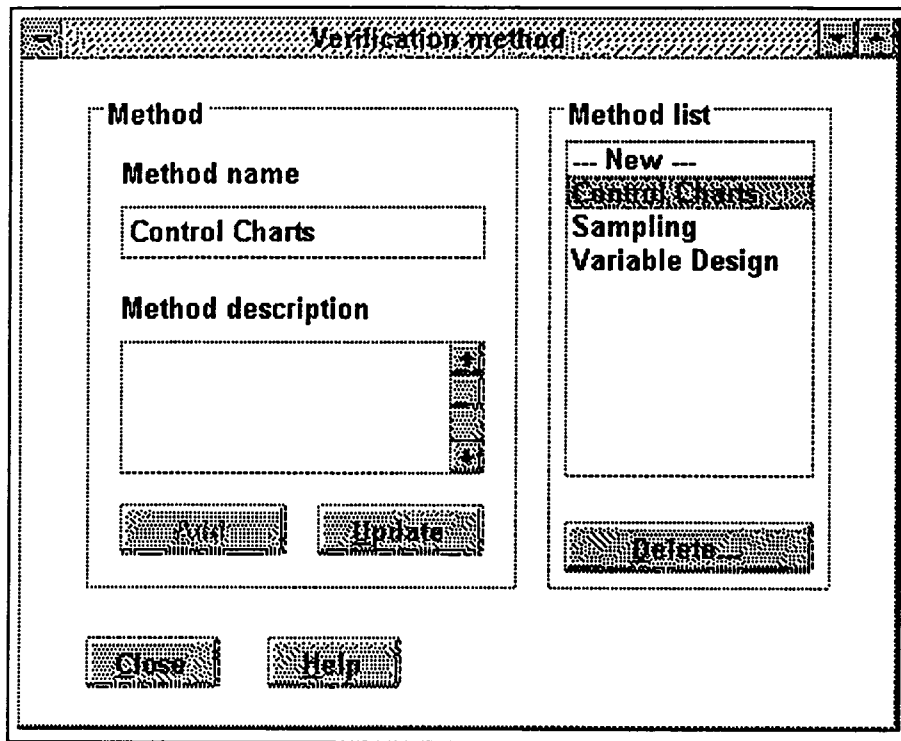 Verification method
Method
Method name
Control Charts
Method description
Add
Update
Method list
--- New ---
Control Charts
Sampling
Variable Design
Delete...
Close
Help